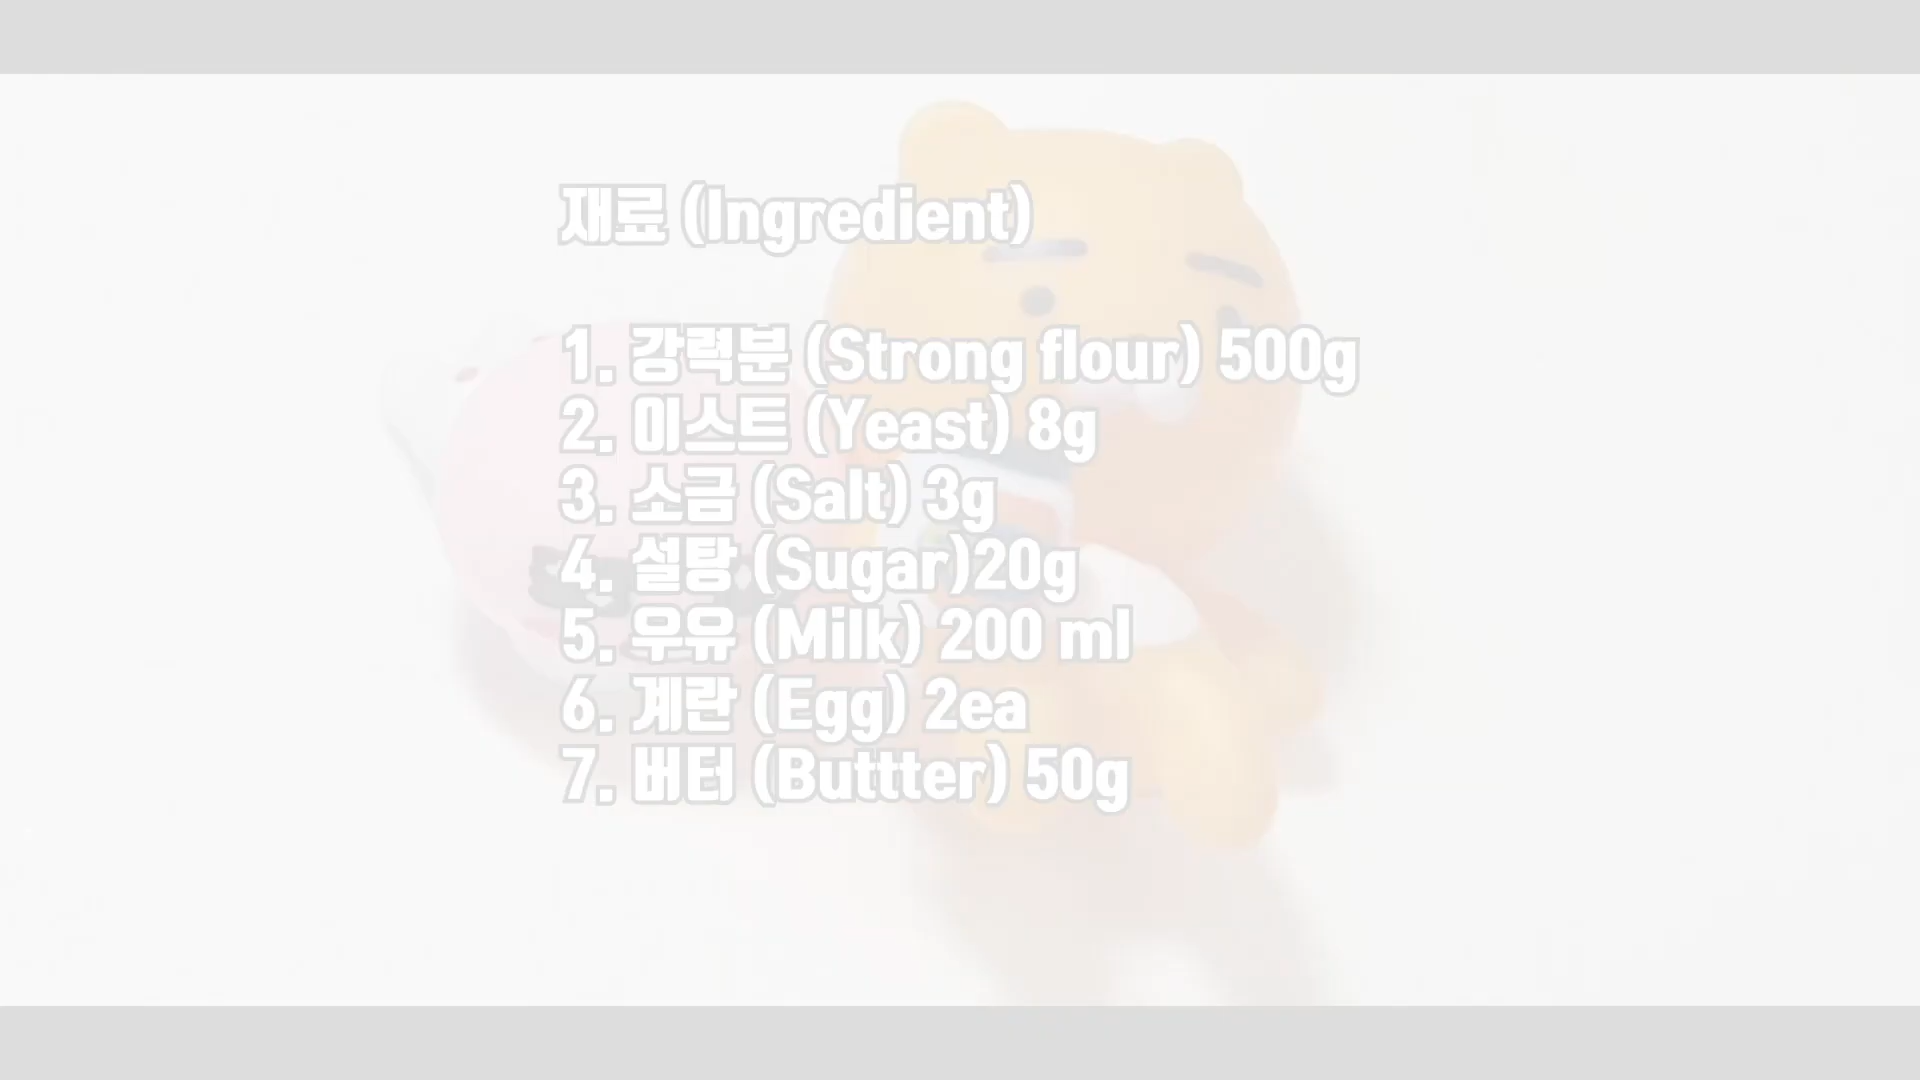 재료 (Ingredient)
1. 강력분 (Strong flour) 500g
2. 이스트 (Yeast) 8g
3. 소금 (Salt) 3g
4. 설탕 (Sugar)20g
5. 우유 (Milk) 200 ml
6. 계란 (Egg) 2ea
7. 버터 (Buttter) 50g